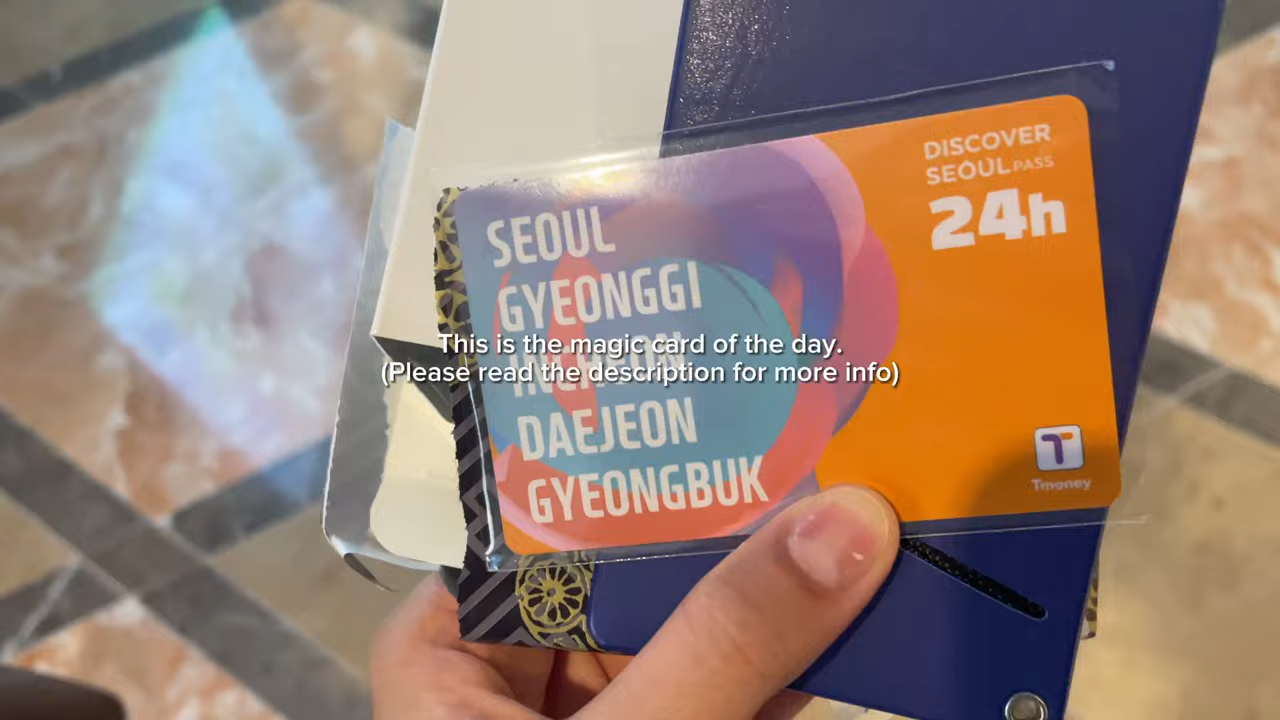 DISCOVER
SEOUL PASS
24h
SEOUL
GYEONGGI
INCHEON
DAEJEON
GYEONGBUK
This is the magic card of the day.
(Please read the description for more info)
Tmoney